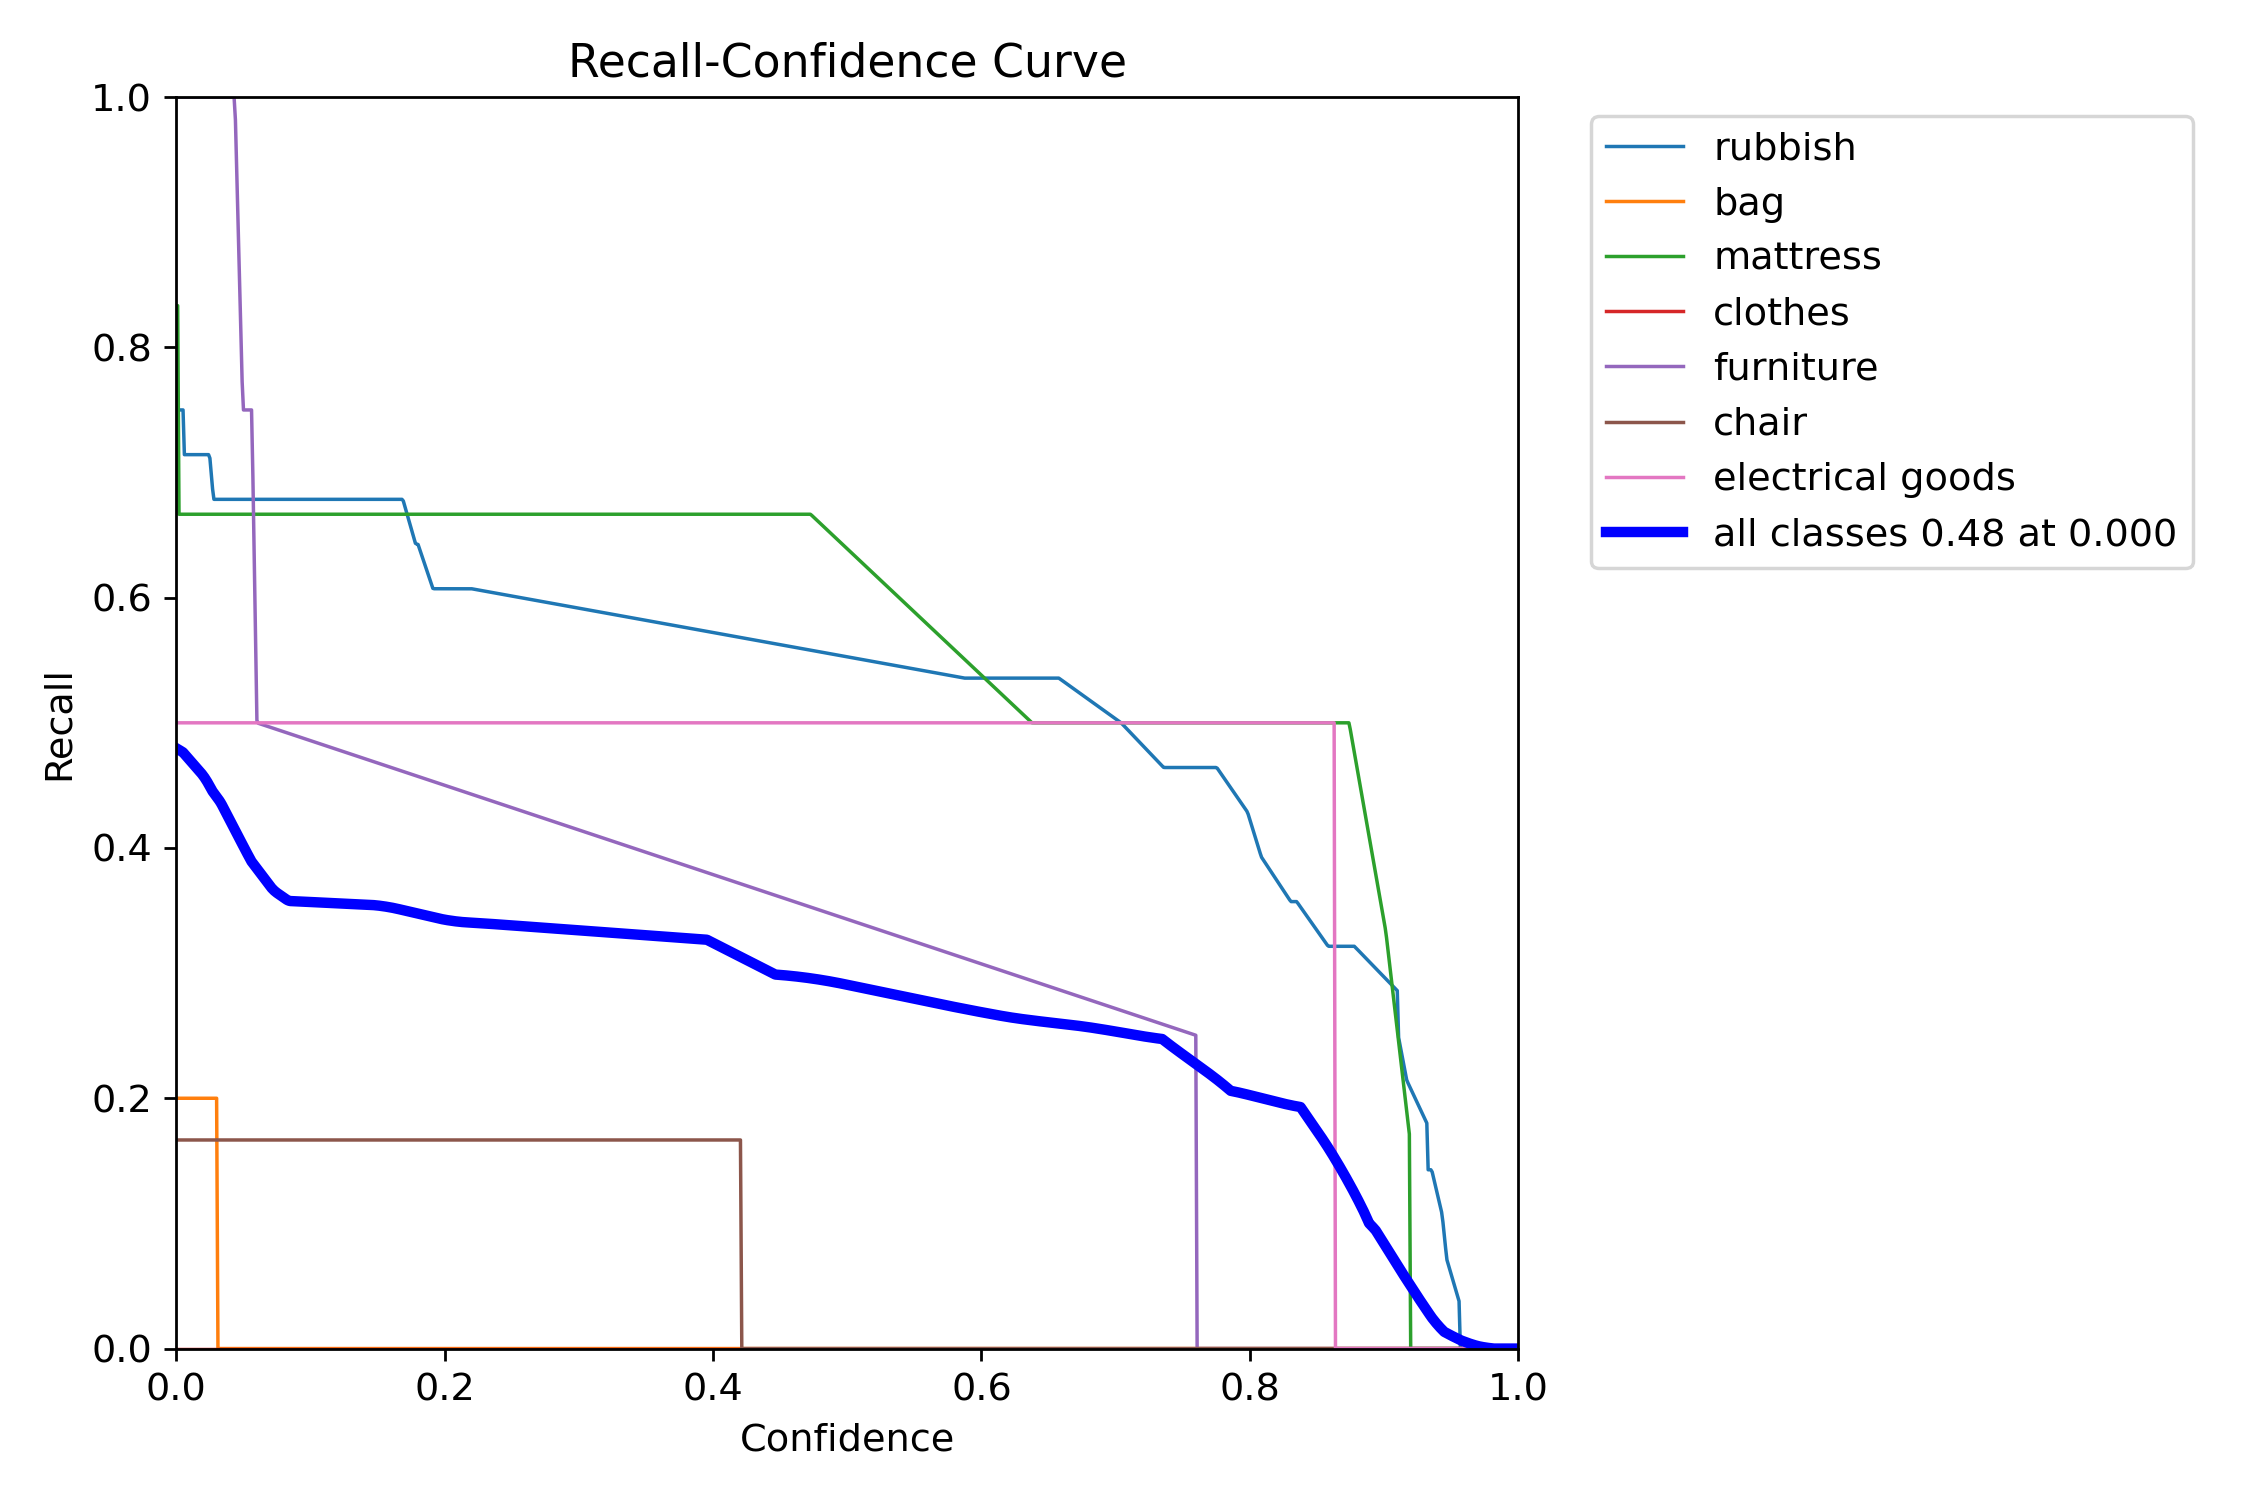 Recall-Confidence Curve
1.0
0.8
0.6
0.4
0.2
0.0
Recall
0.0 0.2 0.4 0.6 0.8 1.0
Confidence
rubbish
bag
mattress
clothes
furniture
chair
electrical goods
all classes 0.48 at 0.000